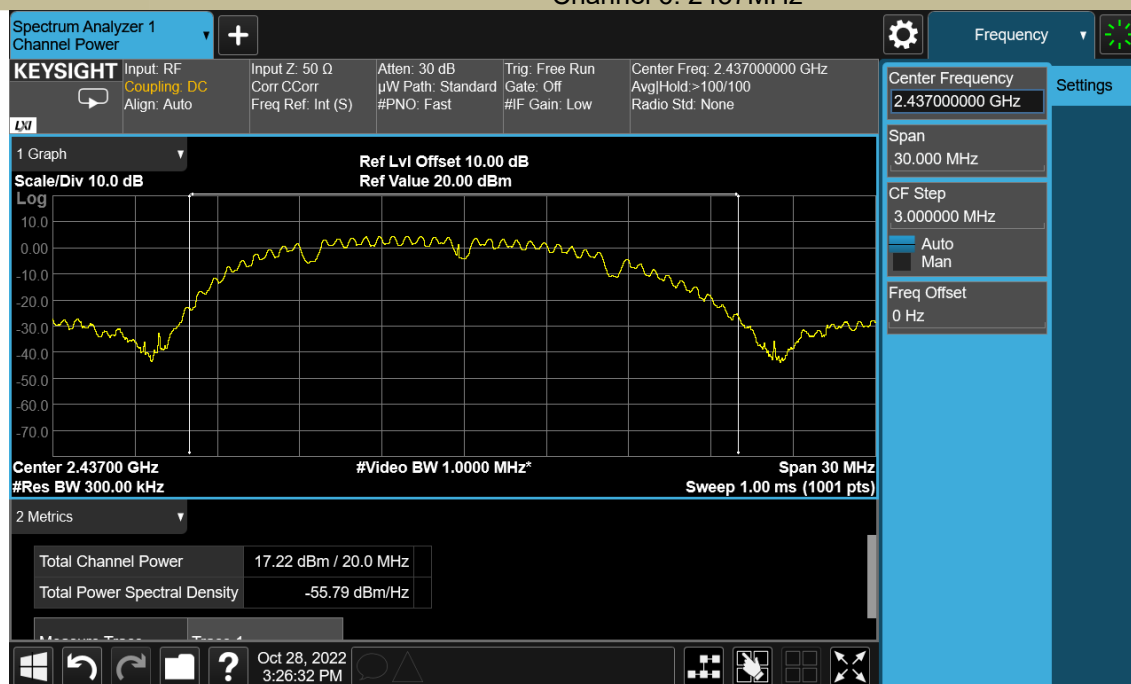 Spectrum Analyzer 1
Channel Power
Frequency
KEYSIGHT
LXI
Input: RF
Coupling: DC
Align: Auto
Input Z: 50 Ω
Corr CCorr
Freq Ref: Int (S)
Atten: 30 dB
µW Path: Standard
#PNO: Fast
Trig: Free Run
Gate: Off
#IF Gain: Low
Center Freq: 2.437000000 GHz
Avg|Hold:>100/100
Radio Std: None
Center Frequency
2.437000000 GHz
Settings
Span
30.000 MHz
CF Step
3.000000 MHz
Auto
Man
Freq Offset
0 Hz
1 Graph
Scale/Div 10.0 dB
Ref Lvl Offset 10.00 dB
Ref Value 20.00 dBm
Log
10.0
0.00
-10.0
-20.0
-30.0
-40.0
-50.0
-60.0
-70.0
Center 2.43700 GHz
#Video BW 1.0000 MHz*
Span 30 MHz
#Res BW 300.00 kHz
Sweep 1.00 ms (1001 pts)
2 Metrics
Total Channel Power 17.22 dBm / 20.0 MHz
Total Power Spectral Density -55.79 dBm/Hz
?
Oct 28, 2022
3:26:32 PM